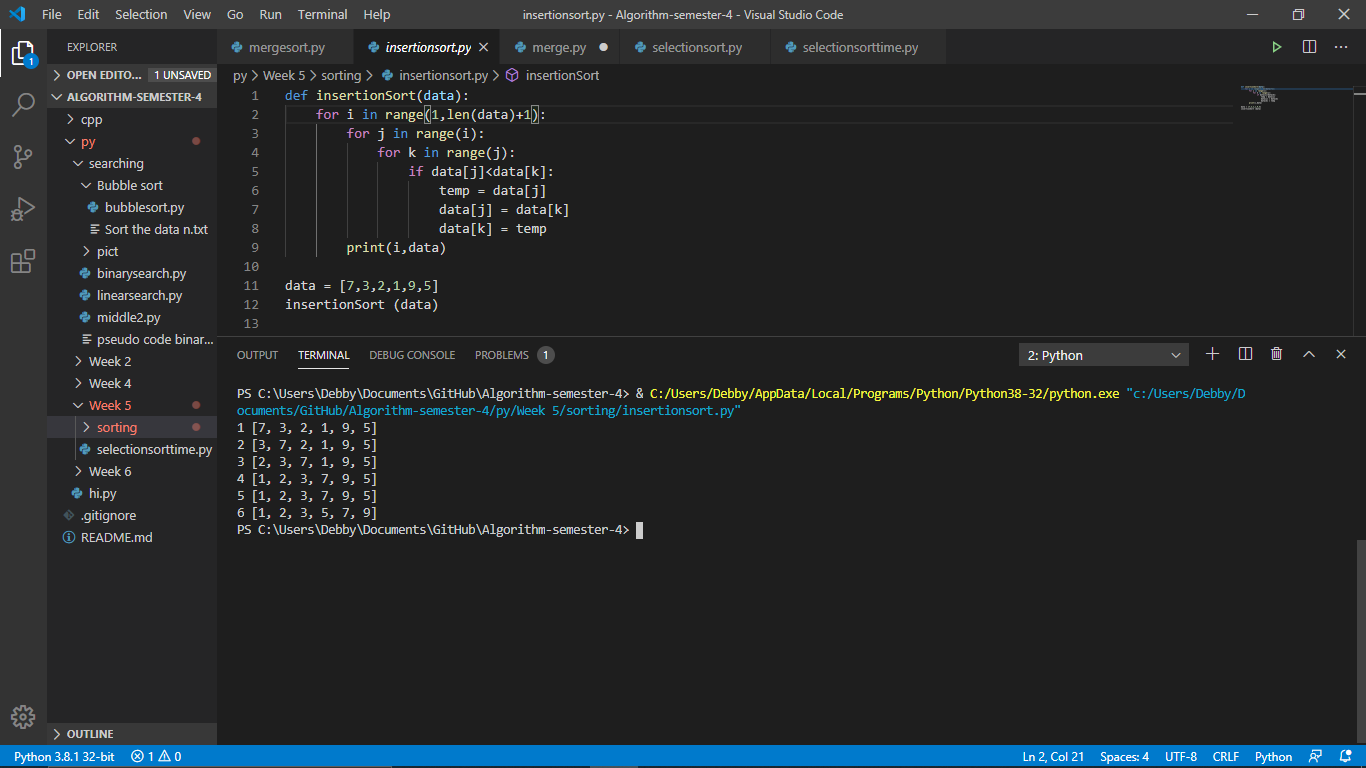 File Edit Selection View Go Run Terminal Help insertionsort.py - Algorithm-semester-4 - Visual Studio Code
EXPLORER
OPEN EDITO... 1 UNSAVED
ALGORITHM-SEMESTER-4
cpp
py
searching
Bubble sort
bubblesort.py
Sort the data n.txt
pict
binarysearch.py
linearsearch.py
middle2.py
pseudo code binar...
Week 2
Week 4
Week 5
sorting
selectionsorttime.py
Week 6
hi.py
.gitignore
README.md
OUTLINE
1
mergesort.py insertionsort.py merge.py selectionsort.py selectionsorttime.py
py > Week 5 > sorting > insertionsort.py > insertionSort
1 def insertionSort(data):
2     for i in range(1,len(data)+1):
3         for j in range(i):
4             for k in range(j):
5                 if data[j]<data[k]:
6                     temp = data[j]
7                     data[j] = data[k]
8                     data[k] = temp
9         print(i,data)
10
11 data = [7,3,2,1,9,5]
12 insertionSort (data)
13
OUTPUT TERMINAL DEBUG CONSOLE PROBLEMS 1 2: Python
PS C:\Users\Debby\Documents\GitHub\Algorithm-semester-4> & C:/Users/Debby/AppData/Local/Programs/Python/Python38-32/python.exe "c:/Users/Debby/D
ocuments/GitHub/Algorithm-semester-4/py/Week 5/sorting/insertionsort.py"
1 [7, 3, 2, 1, 9, 5]
2 [3, 7, 2, 1, 9, 5]
3 [2, 3, 7, 1, 9, 5]
4 [1, 2, 3, 7, 9, 5]
5 [1, 2, 3, 7, 9, 5]
6 [1, 2, 3, 5, 7, 9]
PS C:\Users\Debby\Documents\GitHub\Algorithm-semester-4>
Python 3.8.1 32-bit 1 0 Ln 2, Col 21 Spaces: 4 UTF-8 CRLF Python